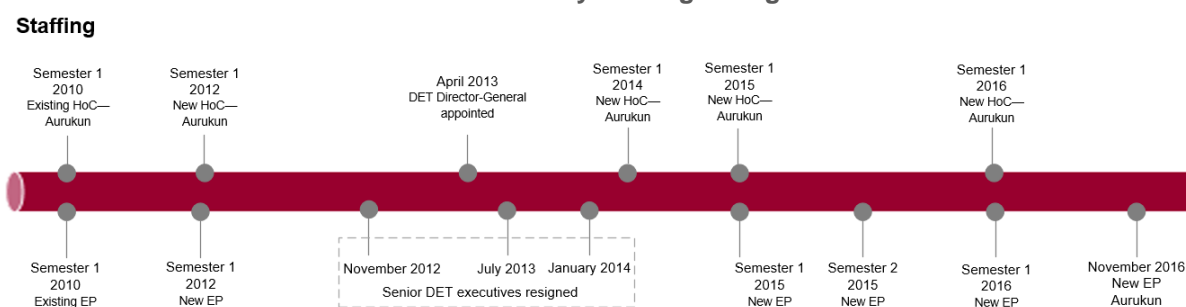 Staffing
Semester 1
2010
Existing HoC—
Aurukun
Semester 1
2012
New HoC—
Aurukun
April 2013
DET Director-General
appointed
Semester 1
2014
New HoC—
Aurukun
Semester 1
2015
New HoC—
Aurukun
Semester 1
2016
New HoC—
Aurukun
Semester 1
2010
Existing EP
Semester 1
2012
New EP
November 2012
July 2013
January 2014
Senior DET executives resigned
Semester 1
2015
New EP
Semester 2
2015
New EP
Semester 1
2016
New EP
November 2016
New EP
Aurukun